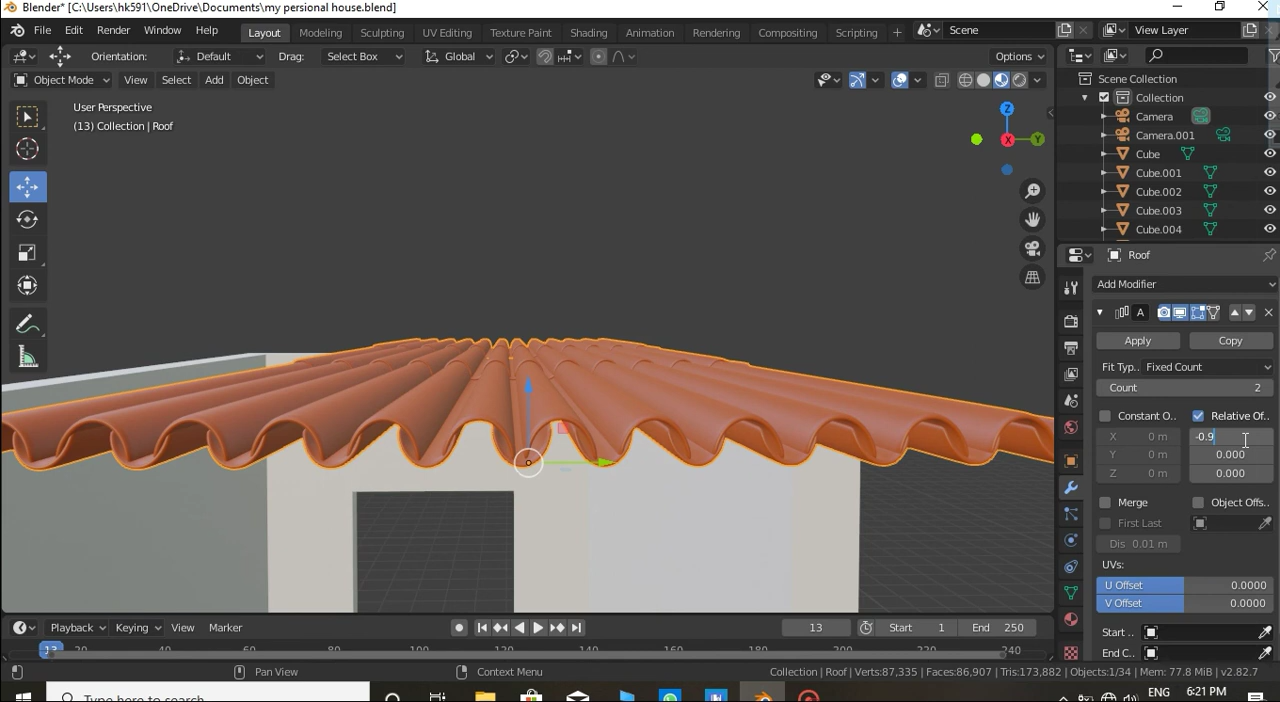 Blender* [C:\Users\hk591\OneDrive\Documents\my persional house.blend]
File Edit Render Window Help Layout Modeling Sculpting UV Editing Texture Paint Shading Animation Rendering Compositing Scripting + Scene View Layer
Orientation: Default Drag: Select Box Global Options
Object Mode View Select Add Object
User Perspective
(13) Collection | Roof
Z
X
Y
Scene Collection
Collection
Camera
Camera.001
Cube
Cube.001
Cube.002
Cube.003
Cube.004
Roof
Add Modifier
A
Apply Copy
Fit Typ.. Fixed Count
Count 2
Constant O.. Relative Of..
X 0 m -0.9
Y 0 m 0.000
Z 0 m 0.000
Merge Object Offs..
First Last
Dis 0.01 m
UVs:
U Offset 0.0000
V Offset 0.0000
Start ..
End C..
Playback Keying View Marker 13 Start 1 End 250
13 20 40 60 80 100 120 140 160 180 200 220 240
Pan View Context Menu Collection | Roof | Verts:87,335 | Faces:86,907 | Tris:173,882 | Objects:1/34 | Mem: 77.8 MiB | v2.82.7
Type here to search ENG 6:21 PM